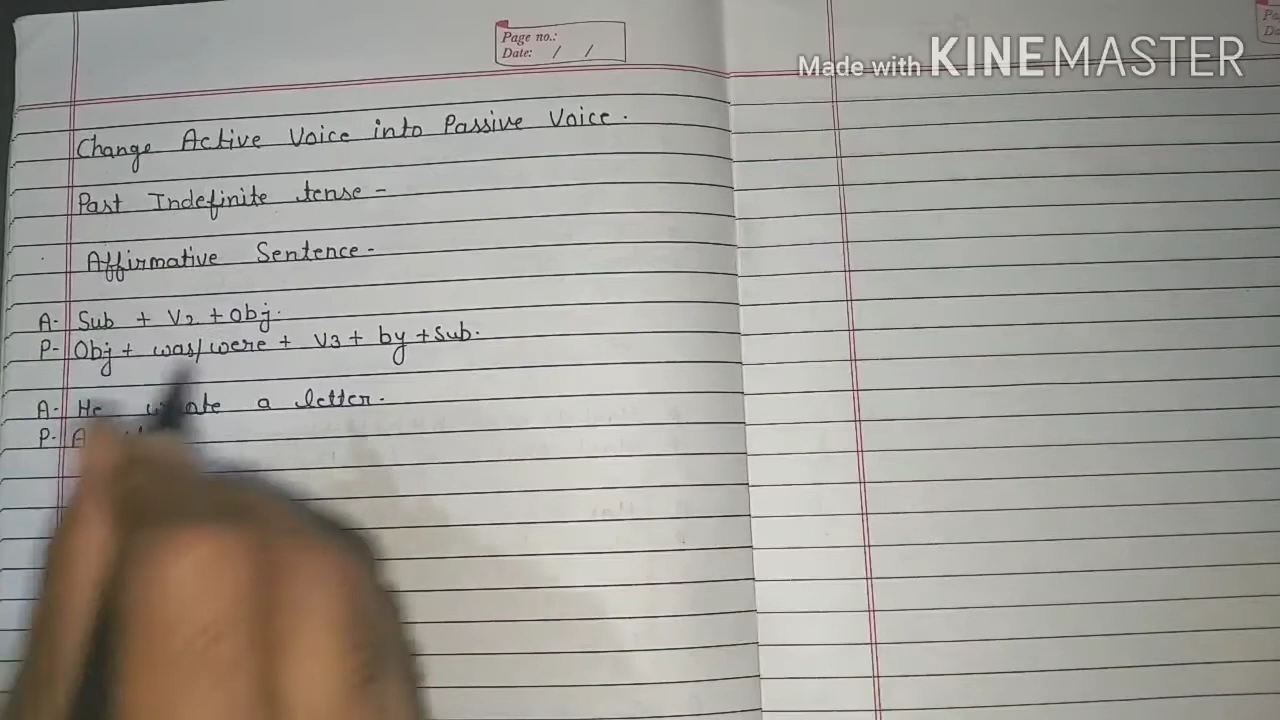 Page no.:
Date: / /
Made with KINEMASTER
Change Active Voice into Passive Voice.
Past Indefinite tense -
Affirmative Sentence -
A- Sub + V2 + Obj.
P- Obj + was/were + V3 + by + Sub.
A- He a letter.
P- A